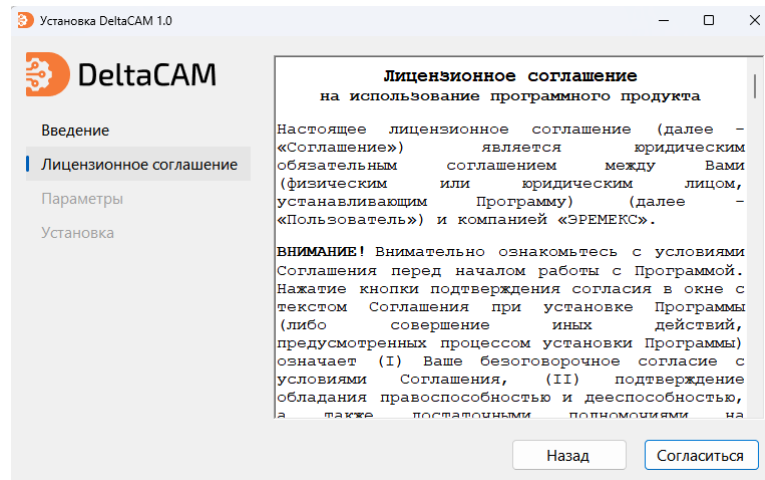 Установка DeltaCAM 1.0
DeltaCAM
Введение
Лицензионное соглашение
Параметры
Установка
Лицензионное соглашение
на использование программного продукта
Настоящее лицензионное соглашение (далее –
«Соглашение») является юридическим
обязательным соглашением между Вами
(физическим или юридическим лицом,
устанавливающим Программу) (далее –
«Пользователь») и компанией «ЭРЕМЕКС».
ВНИМАНИЕ! Внимательно ознакомьтесь с условиями
Соглашения перед началом работы с Программой.
Нажатие кнопки подтверждения согласия в окне с
текстом Соглашения при установке Программы
(либо совершение иных действий,
предусмотренных процессом установки Программы)
означает (I) Ваше безоговорочное согласие с
условиями Соглашения, (II) подтверждение
обладания правоспособностью и дееспособностью,
а также достаточными полномочиями на
Назад
Согласиться